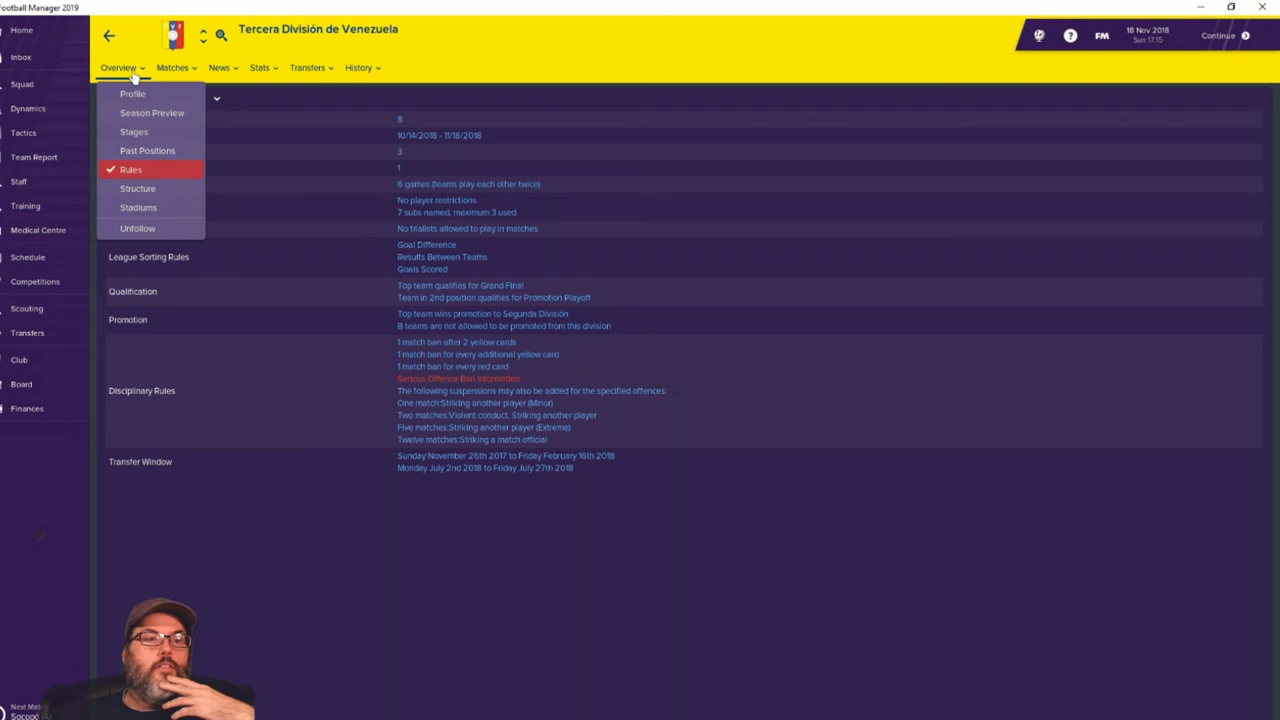 Football Manager 2019
Home
Inbox
Squad
Dynamics
Tactics
Team Report
Staff
Training
Medical Centre
Schedule
Competitions
Scouting
Transfers
Club
Board
Finances
Next Mat
Tercera División de Venezuela
18 Nov 2018
Sun 17:15
FM
Continue
Overview
Matches
News
Stats
Transfers
History
Profile
Season Preview
Stages
Past Positions
Rules
Structure
Stadiums
Unfollow
8
10/14/2018 - 11/18/2018
3
1
6 games (teams play each other twice)
No player restrictions
7 subs named, maximum 3 used
No trialists allowed to play in matches
League Sorting Rules
Goal Difference
Results Between Teams
Goals Scored
Qualification
Top team qualifies for Grand Final
Team in 2nd position qualifies for Promotion Playoff
Promotion
Top team wins promotion to Segunda División
B teams are not allowed to be promoted from this division
Disciplinary Rules
1 match ban after 2 yellow cards
1 match ban for every additional yellow card
1 match ban for every red card
Serious Offence Ban Information
The following suspensions may also be added for the specified offences:
One match:Striking another player (Minor)
Two matches:Violent conduct, Striking another player
Five matches:Striking another player (Extreme)
Twelve matches:Striking a match official
Transfer Window
Sunday November 26th 2017 to Friday February 16th 2018
Monday July 2nd 2018 to Friday July 27th 2018